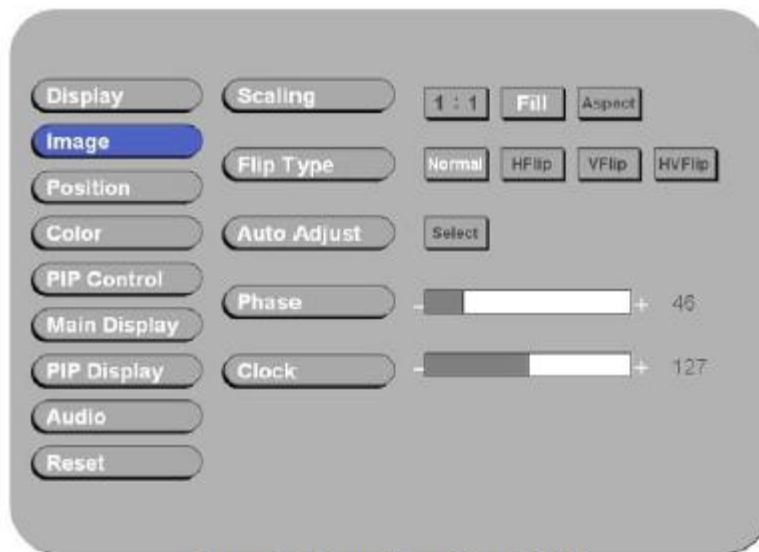 Display
Image
Position
Color
PIP Control
Main Display
PIP Display
Audio
Reset
Scaling 1 : 1 Fill Aspect
Flip Type Normal HFlip VFlip HVFlip
Auto Adjust Select
Phase - + 46
Clock - + 127